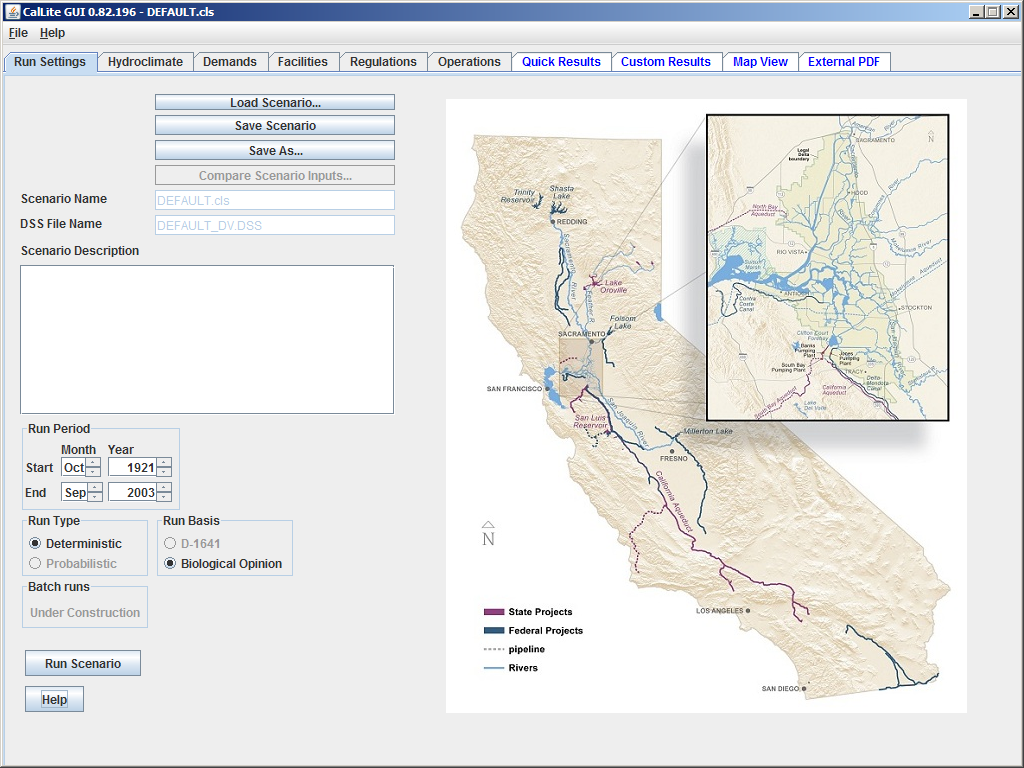 CalLite GUI 0.82.196 - DEFAULT.cls
File Help
Run Settings Hydroclimate Demands Facilities Regulations Operations Quick Results Custom Results Map View External PDF
Load Scenario...
Save Scenario
Save As...
Compare Scenario Inputs...
Scenario Name DEFAULT.cls
DSS File Name DEFAULT_DV.DSS
Scenario Description
Run Period
Month Year
Start Oct 1921
End Sep 2003
Run Type
Deterministic
Probabilistic
Run Basis
D-1641
Biological Opinion
Batch runs
Under Construction
Run Scenario
Help
Trinity
Reservoir
Shasta
Lake
REDDING
Sacramento
River
Feather R.
Lake
Oroville
Folsom
Lake
SACRAMENTO
SAN FRANCISCO
San Luis
Reservoir
San Joaquin River
Millerton Lake
FRESNO
California Aqueduct
N
LOS ANGELES
SAN DIEGO
State Projects
Federal Projects
pipeline
Rivers
American
River
N
SACRAMENTO
Legal
Delta
boundary
HOOD
North Bay
Aqueduct
Mokelumne River
RIO VISTA
Suisun
Marsh
Mokelumne Aqueduct
ANTIOCH
Contra
Costa
Canal
STOCKTON
Clifton Court
Forebay
Banks
Pumping
Plant
Jones
Pumping
Plant
South Bay
Pumping Plant
TRACY
Delta-
Mendota
Canal
California
Aqueduct
South Bay Aqueduct
Lake
Del Valle